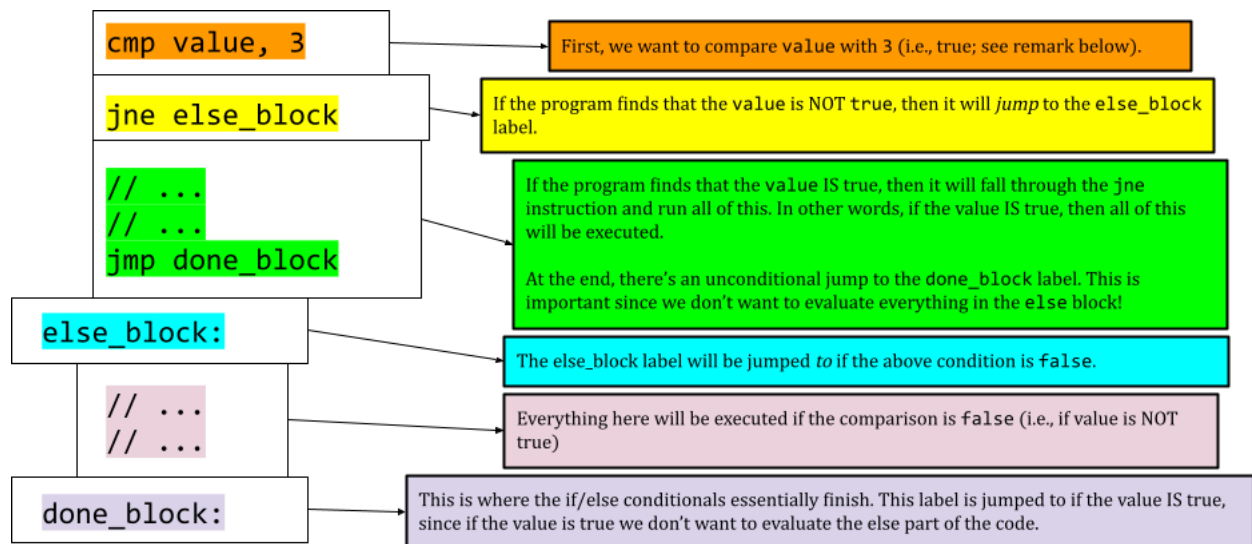 cmp value, 3
First, we want to compare value with 3 (i.e., true; see remark below).
jne else_block
If the program finds that the value is NOT true, then it will jump to the else_block
label.
// ...
// ...
jmp done_block
If the program finds that the value IS true, then it will fall through the jne
instruction and run all of this. In other words, if the value IS true, then all of this
will be executed.
At the end, there's an unconditional jump to the done_block label. This is
important since we don't want to evaluate everything in the else block!
else_block:
The else_block label will be jumped to if the above condition is false.
// ...
// ...
Everything here will be executed if the comparison is false (i.e., if value is NOT
true)
done_block:
This is where the if/else conditionals essentially finish. This label is jumped to if the value IS true,
since if the value is true we don't want to evaluate the else part of the code.